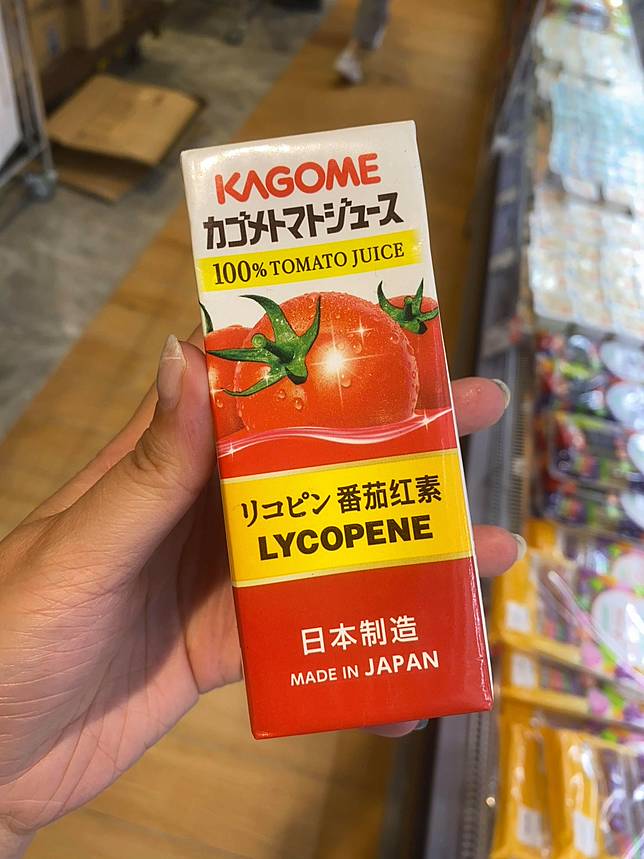 KAGOME
カゴメトマトジュース
100% TOMATO JUICE
リコピン 番茄红素
LYCOPENE
日本制造
MADE IN JAPAN